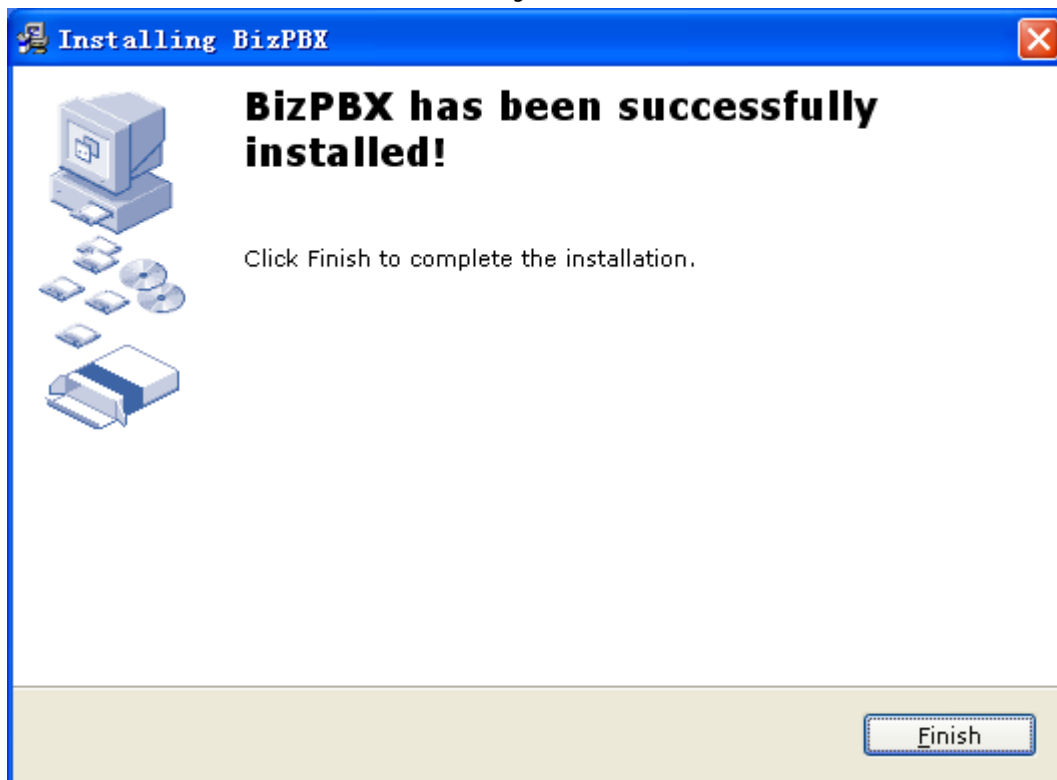 Installing BizPBX
BizPBX has been successfully
installed!
Click Finish to complete the installation.
Finish